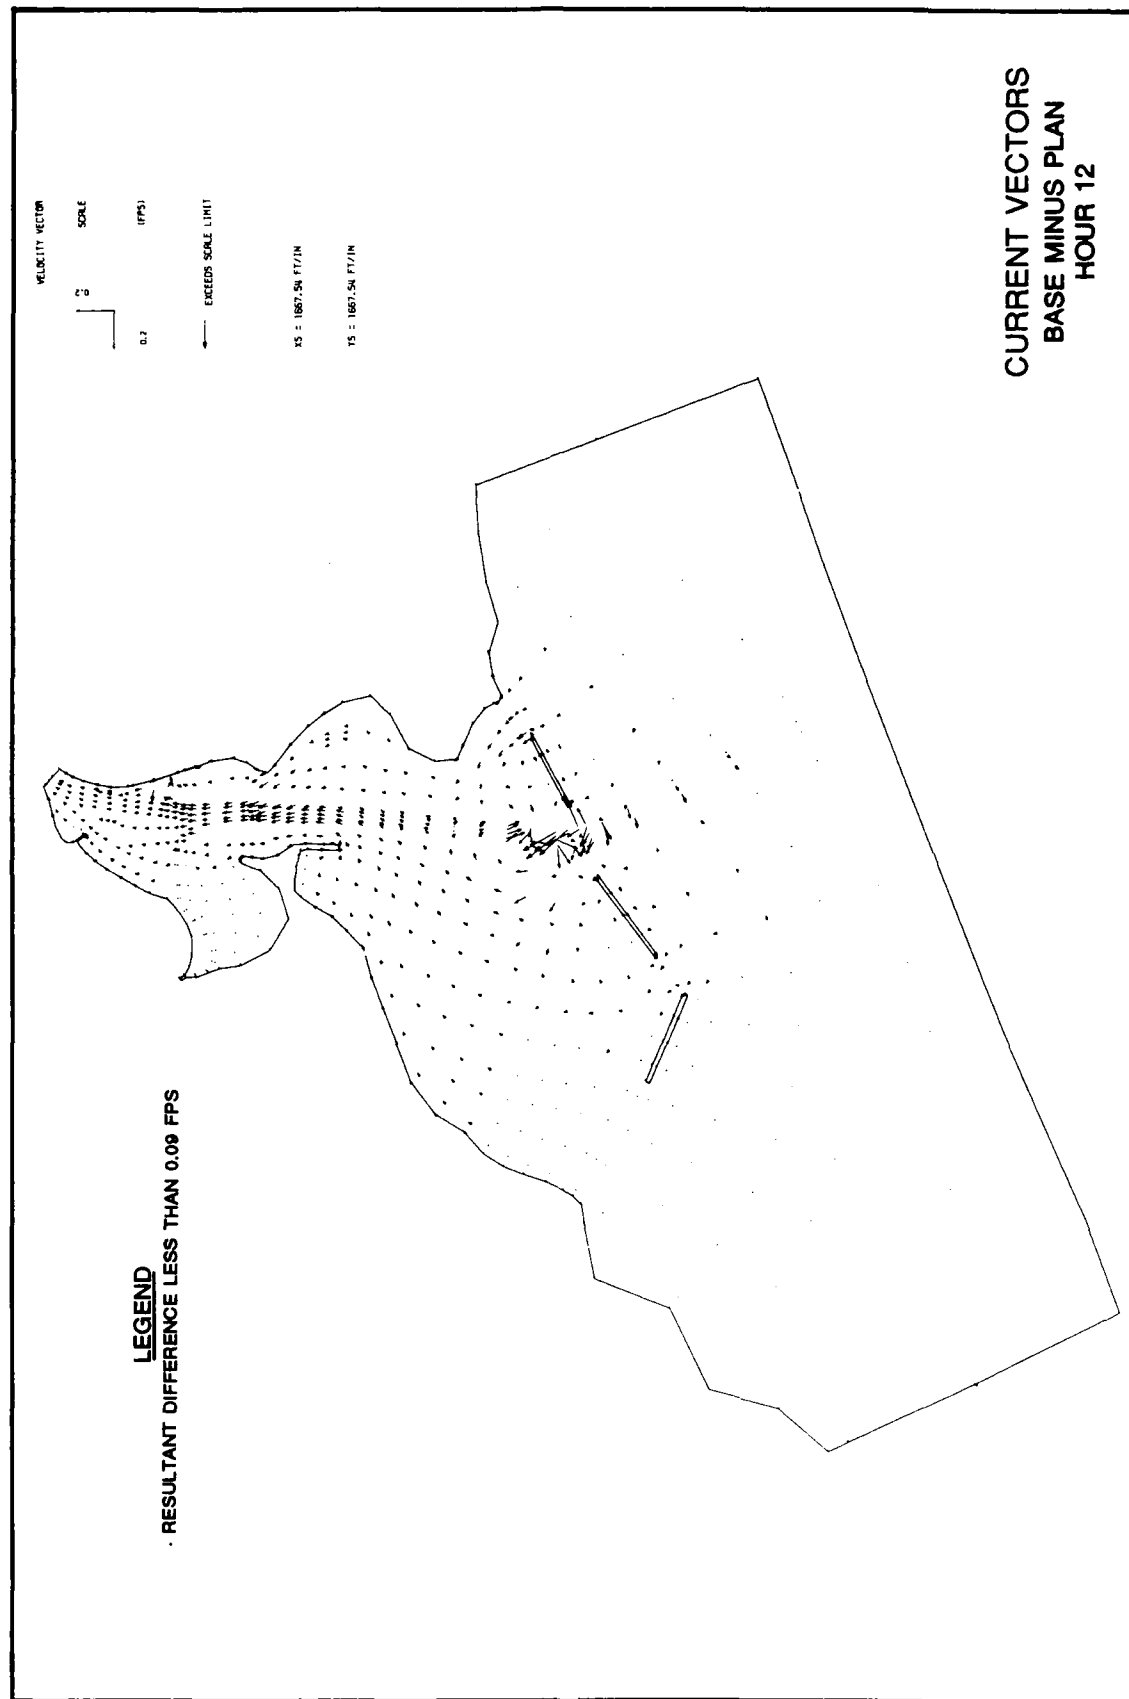 VELOCITY VECTOR
SCALE
0.2
0.2
(FPS)
EXCEEDS SCALE LIMIT
XS = 1667.54 FT/IN
YS = 1667.54 FT/IN
LEGEND
· RESULTANT DIFFERENCE LESS THAN 0.09 FPS
CURRENT VECTORS
BASE MINUS PLAN
HOUR 12